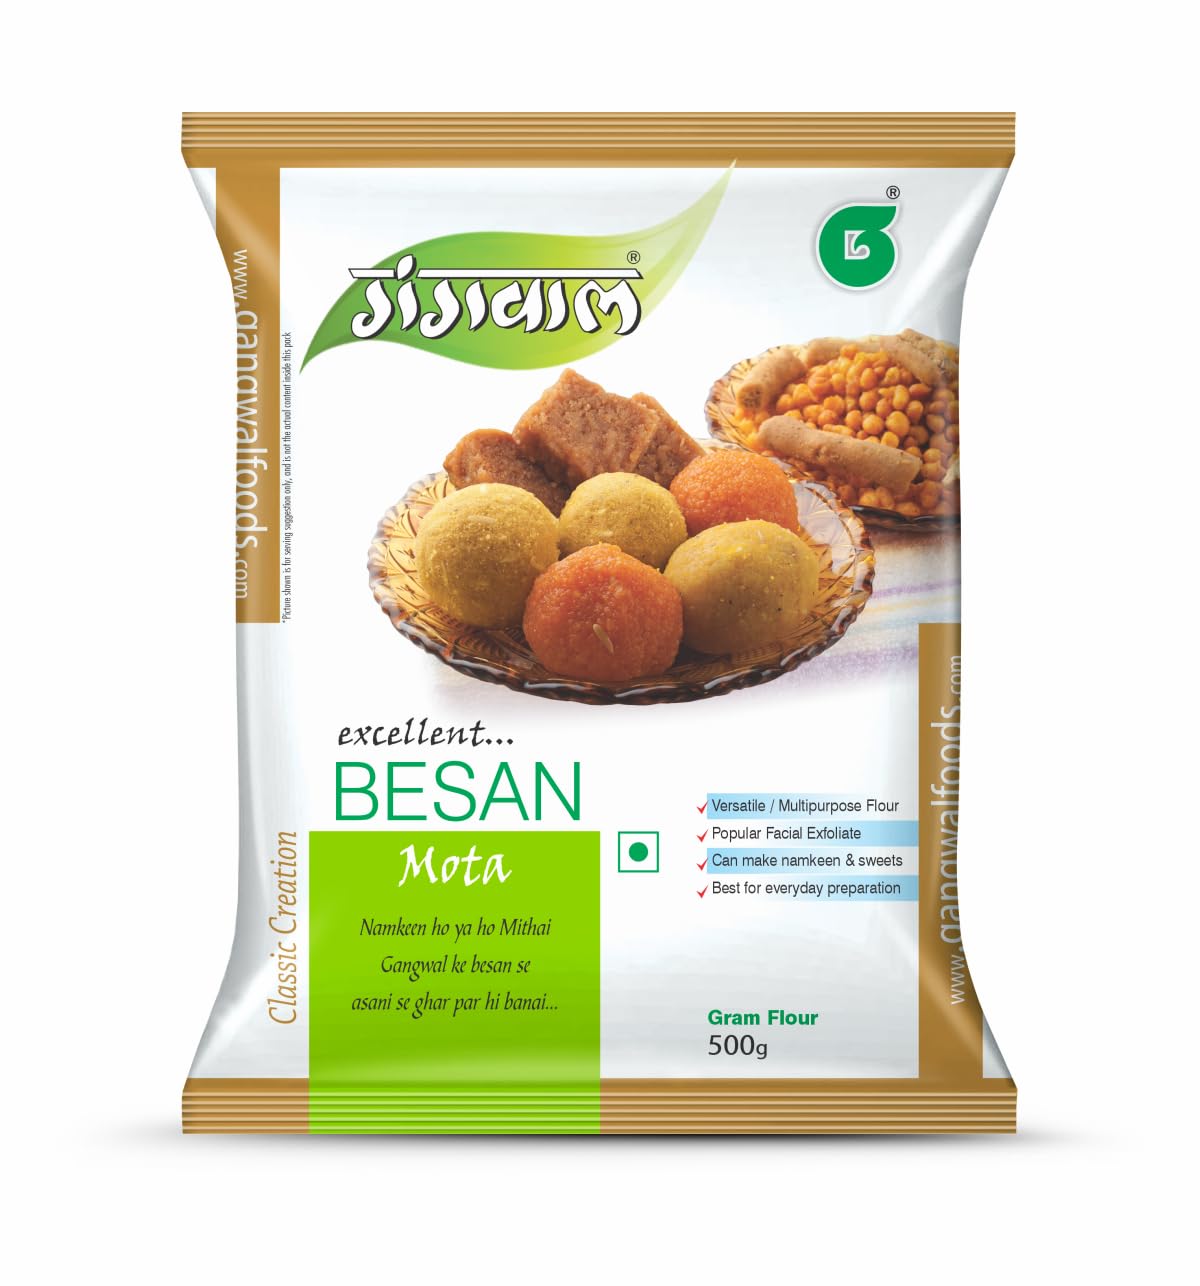 गंगवाल ®
®
www.gangwalfoods.com
*Picture shown is for serving suggestion only, and is not the actual content inside this pack
excellent...
BESAN
Mota
Namkeen ho ya ho Mithai
Gangwal ke besan se
asani se ghar par hi banai...
Classic Creation
Versatile / Multipurpose Flour
Popular Facial Exfoliate
Can make namkeen & sweets
Best for everyday preparation
Gram Flour
500g
www.gangwalfoods.com